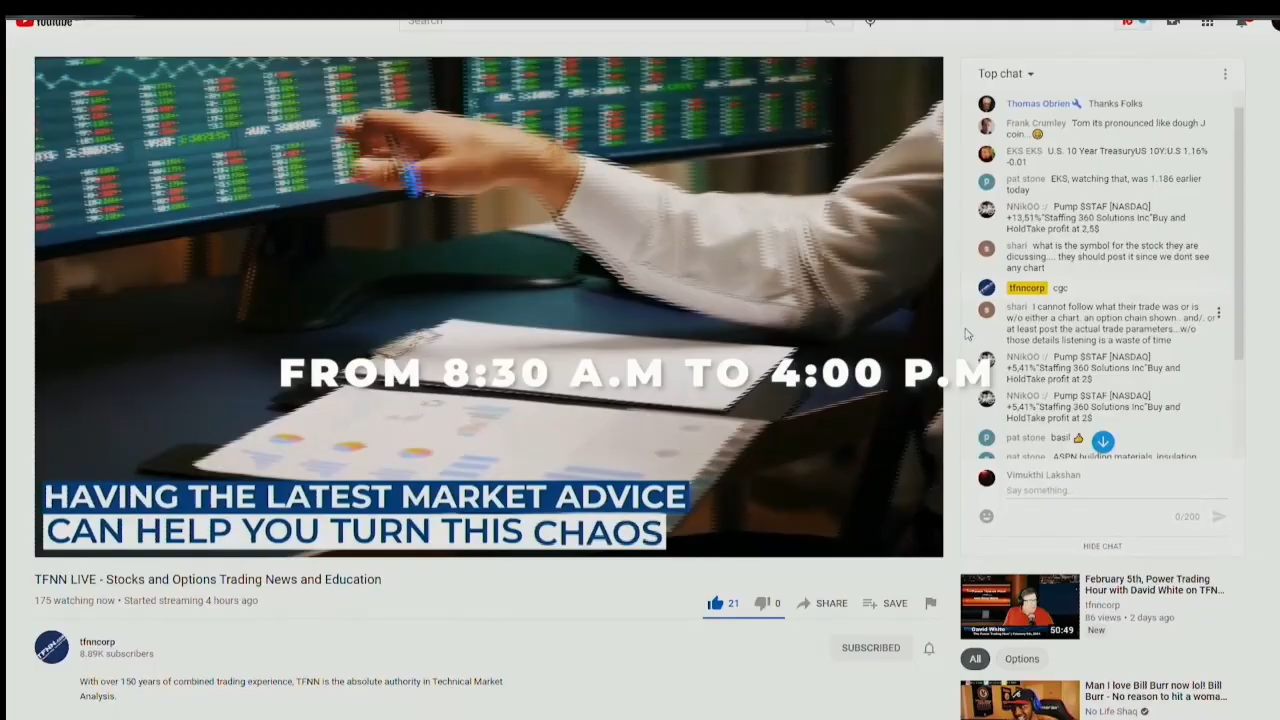 YouTube
Search
Top chat
Thomas Obrien Thanks Folks
Frank Crumley Tom its pronounced like dough J
coin...
EKS EKS U.S. 10 Year TreasuryUS 10Y:U.S 1.16%
-0.01
pat stone EKS, watching that, was 1.186 earlier
today
NNikOO :/ Pump $STAF [NASDAQ]
+13,51%"Staffing 360 Solutions Inc"Buy and
HoldTake profit at 2,5$
shari what is the symbol for the stock they are
dicussing.... they should post it since we dont see
any chart
tfnncorp cgc
shari I cannot follow what their trade was or is
w/o either a chart. an option chain shown.. and/. or
at least post the actual trade parameters...w/o
those details listening is a waste of time
NNikOO :/ Pump $STAF [NASDAQ]
+5,41%"Staffing 360 Solutions Inc"Buy and
HoldTake profit at 2$
NNikOO :/ Pump $STAF [NASDAQ]
+5,41%"Staffing 360 Solutions Inc"Buy and
HoldTake profit at 2$
pat stone basil
pat stone ASPN building materials, insulation
Vimukthi Lakshan
Say something...
0/200
HIDE CHAT
FROM 8:30 A.M TO 4:00 P.M
HAVING THE LATEST MARKET ADVICE
CAN HELP YOU TURN THIS CHAOS
TFNN LIVE - Stocks and Options Trading News and Education
175 watching now • Started streaming 4 hours ago
21 0 SHARE SAVE
tfnncorp
8.89K subscribers
SUBSCRIBED
With over 150 years of combined trading experience, TFNN is the absolute authority in Technical Market
Analysis.
David White
50:49
February 5th, Power Trading
Hour with David White on TFN...
tfnncorp
86 views • 2 days ago
New
All Options
Man I love Bill Burr now lol! Bill
Burr - No reason to hit a woma...
No Life Shaq